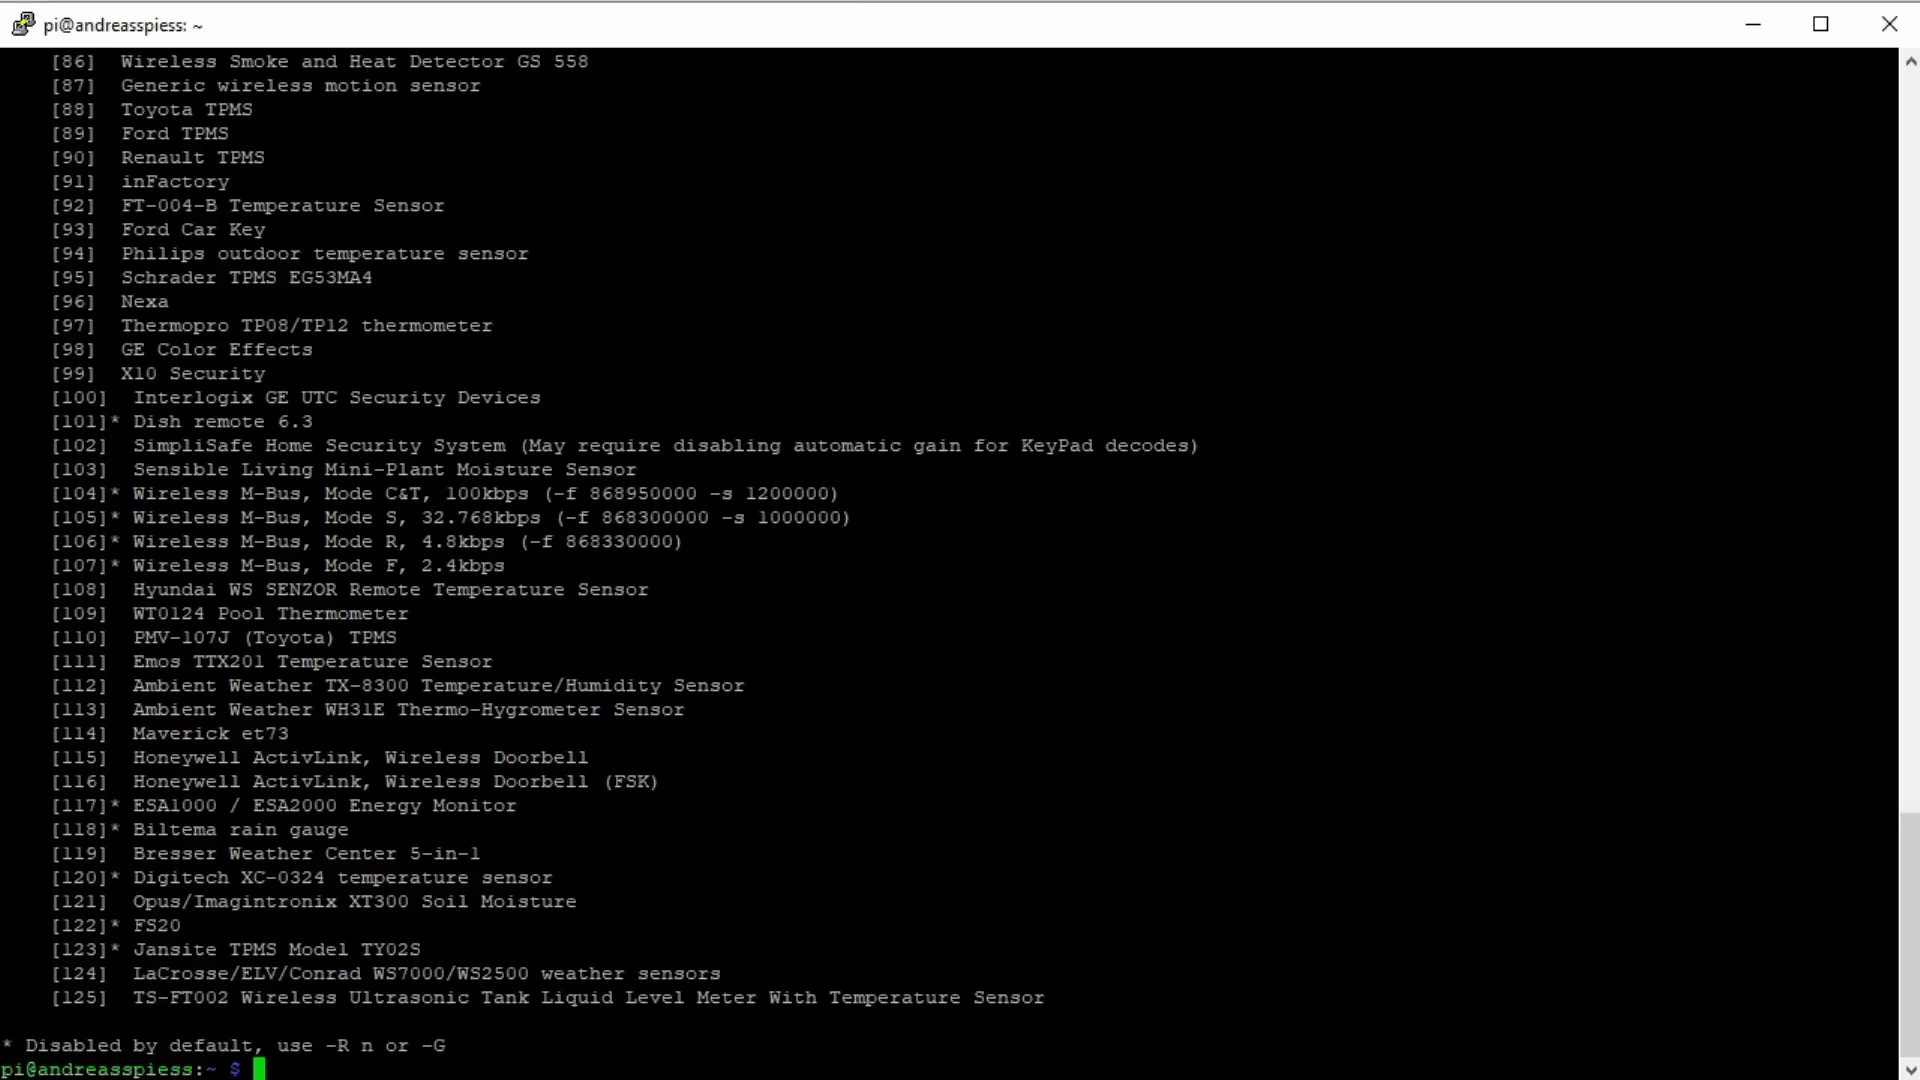 pi@andreasspiess: ~
[86] Wireless Smoke and Heat Detector GS 558
[87] Generic wireless motion sensor
[88] Toyota TPMS
[89] Ford TPMS
[90] Renault TPMS
[91] inFactory
[92] FT-004-B Temperature Sensor
[93] Ford Car Key
[94] Philips outdoor temperature sensor
[95] Schrader TPMS EG53MA4
[96] Nexa
[97] Thermopro TP08/TP12 thermometer
[98] GE Color Effects
[99] X10 Security
[100] Interlogix GE UTC Security Devices
[101]* Dish remote 6.3
[102] SimpliSafe Home Security System (May require disabling automatic gain for KeyPad decodes)
[103] Sensible Living Mini-Plant Moisture Sensor
[104]* Wireless M-Bus, Mode C&T, 100kbps (-f 868950000 -s 1200000)
[105]* Wireless M-Bus, Mode S, 32.768kbps (-f 868300000 -s 1000000)
[106]* Wireless M-Bus, Mode R, 4.8kbps (-f 868330000)
[107]* Wireless M-Bus, Mode F, 2.4kbps
[108] Hyundai WS SENZOR Remote Temperature Sensor
[109] WT0124 Pool Thermometer
[110] PMV-107J (Toyota) TPMS
[111] Emos TTX201 Temperature Sensor
[112] Ambient Weather TX-8300 Temperature/Humidity Sensor
[113] Ambient Weather WH31E Thermo-Hygrometer Sensor
[114] Maverick et73
[115] Honeywell ActivLink, Wireless Doorbell
[116] Honeywell ActivLink, Wireless Doorbell (FSK)
[117]* ESA1000 / ESA2000 Energy Monitor
[118]* Biltema rain gauge
[119] Bresser Weather Center 5-in-1
[120]* Digitech XC-0324 temperature sensor
[121] Opus/Imagintronix XT300 Soil Moisture
[122]* FS20
[123]* Jansite TPMS Model TY02S
[124] LaCrosse/ELV/Conrad WS7000/WS2500 weather sensors
[125] TS-FT002 Wireless Ultrasonic Tank Liquid Level Meter With Temperature Sensor
* Disabled by default, use -R n or -G
pi@andreasspiess:~ $